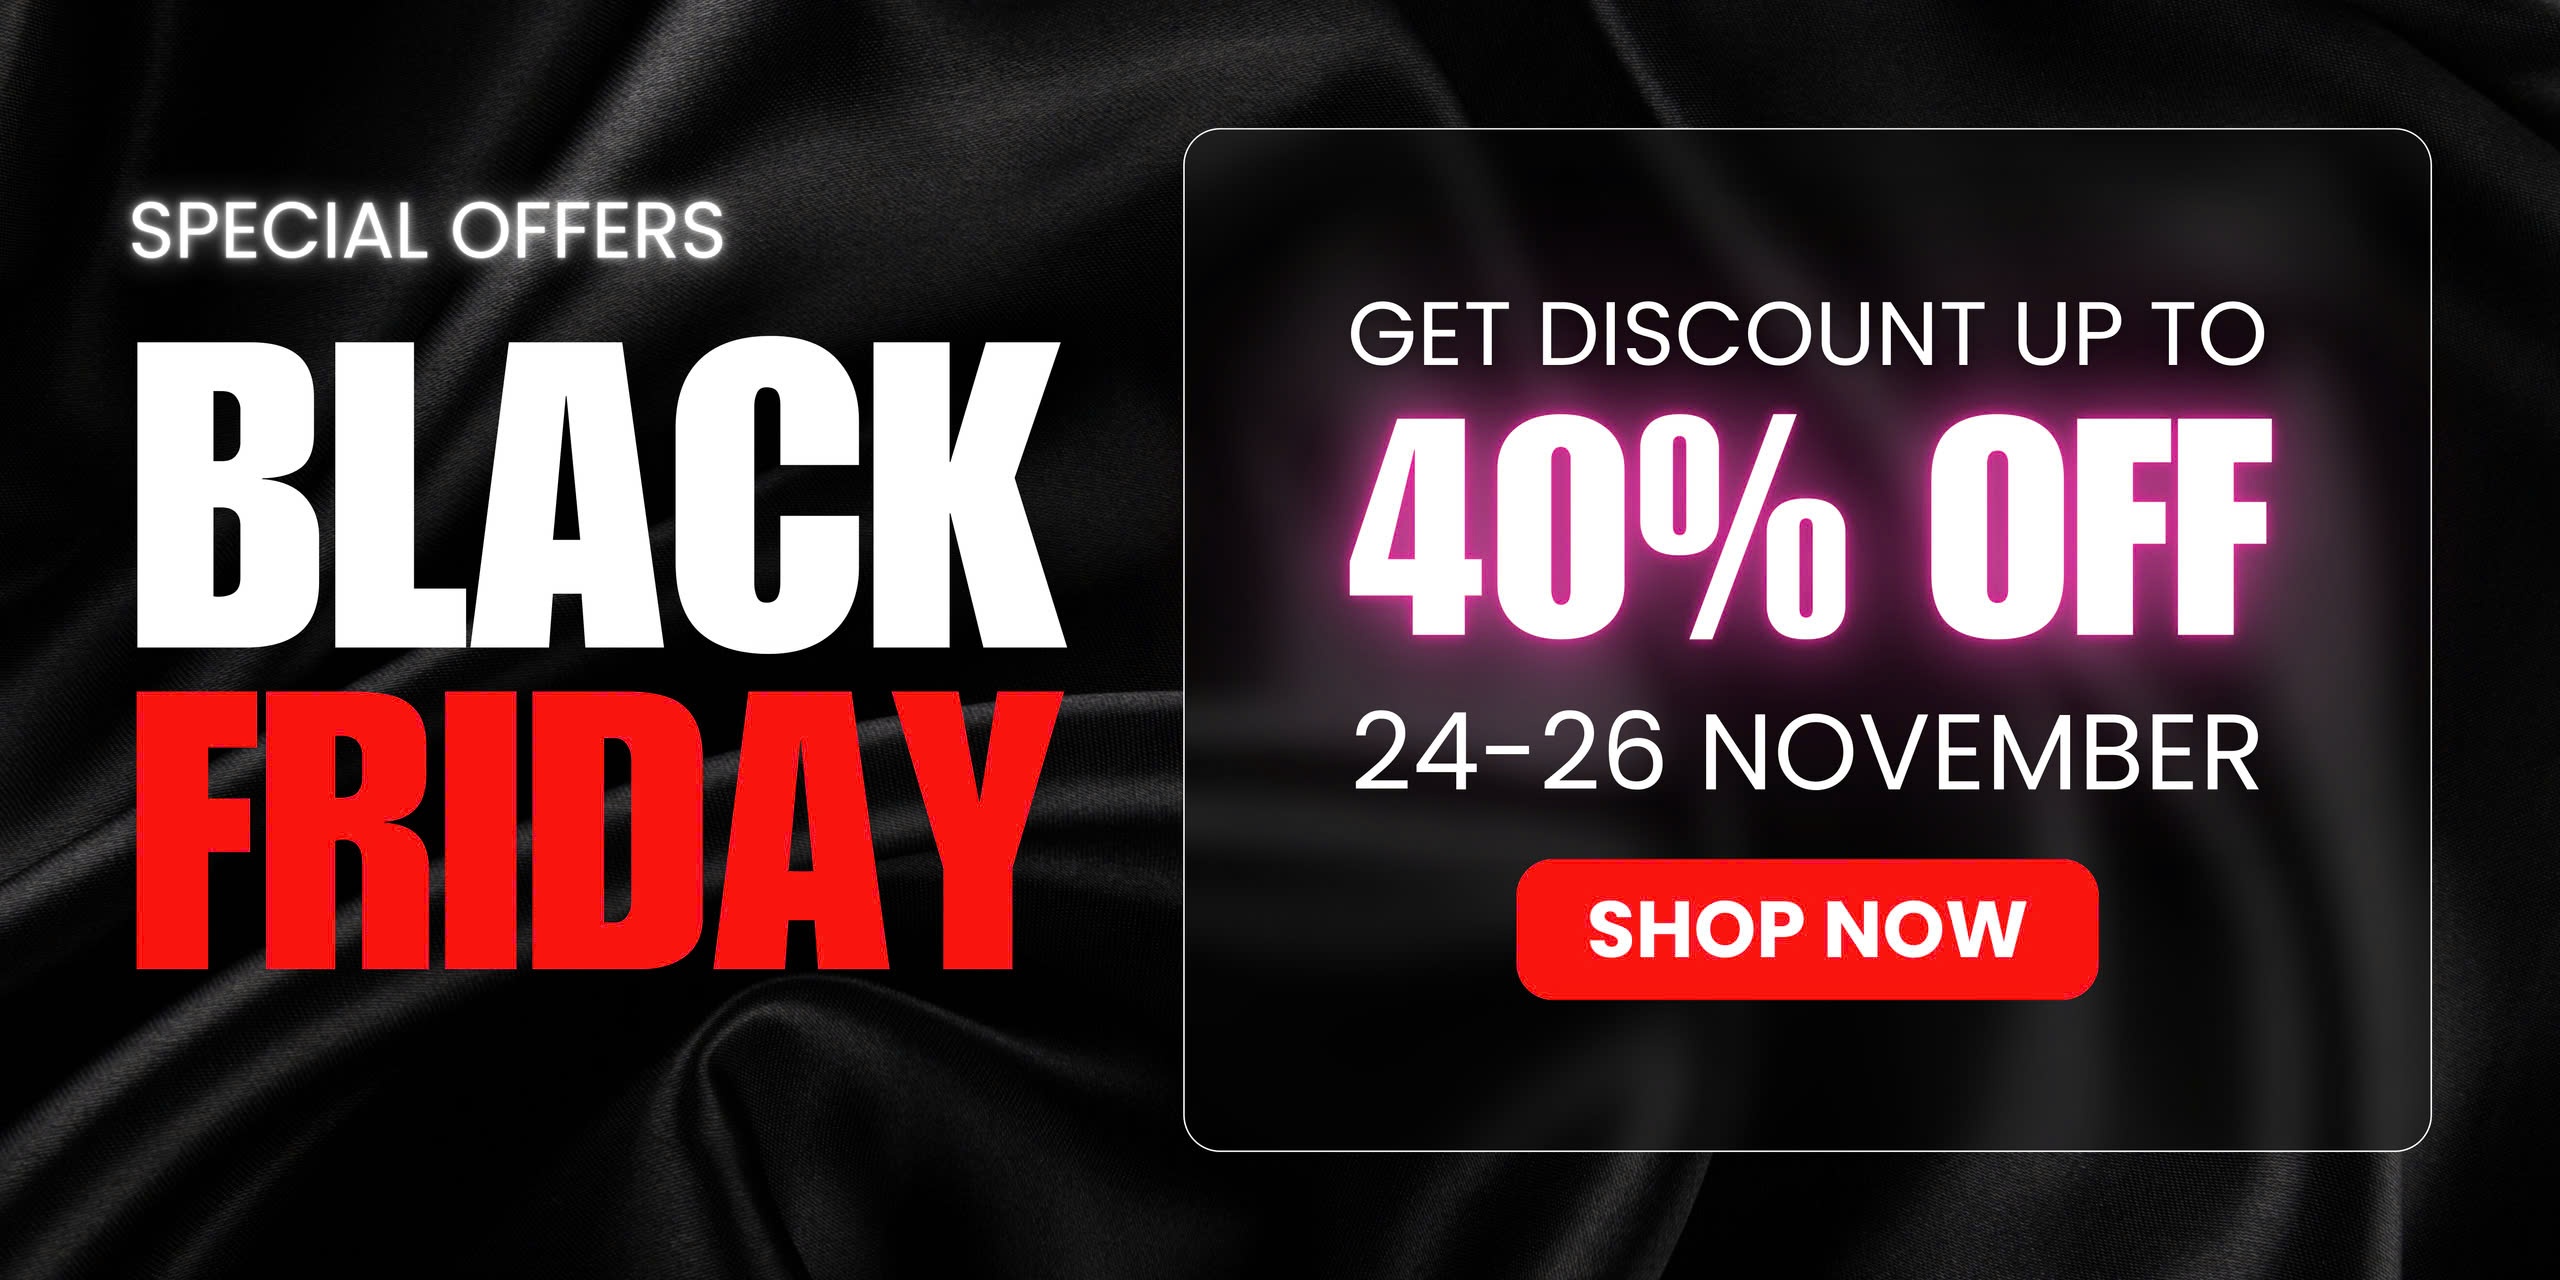 SPECIAL OFFERS
BLACK
FRIDAY
GET DISCOUNT UP TO
40% OFF
24-26 NOVEMBER
SHOP NOW